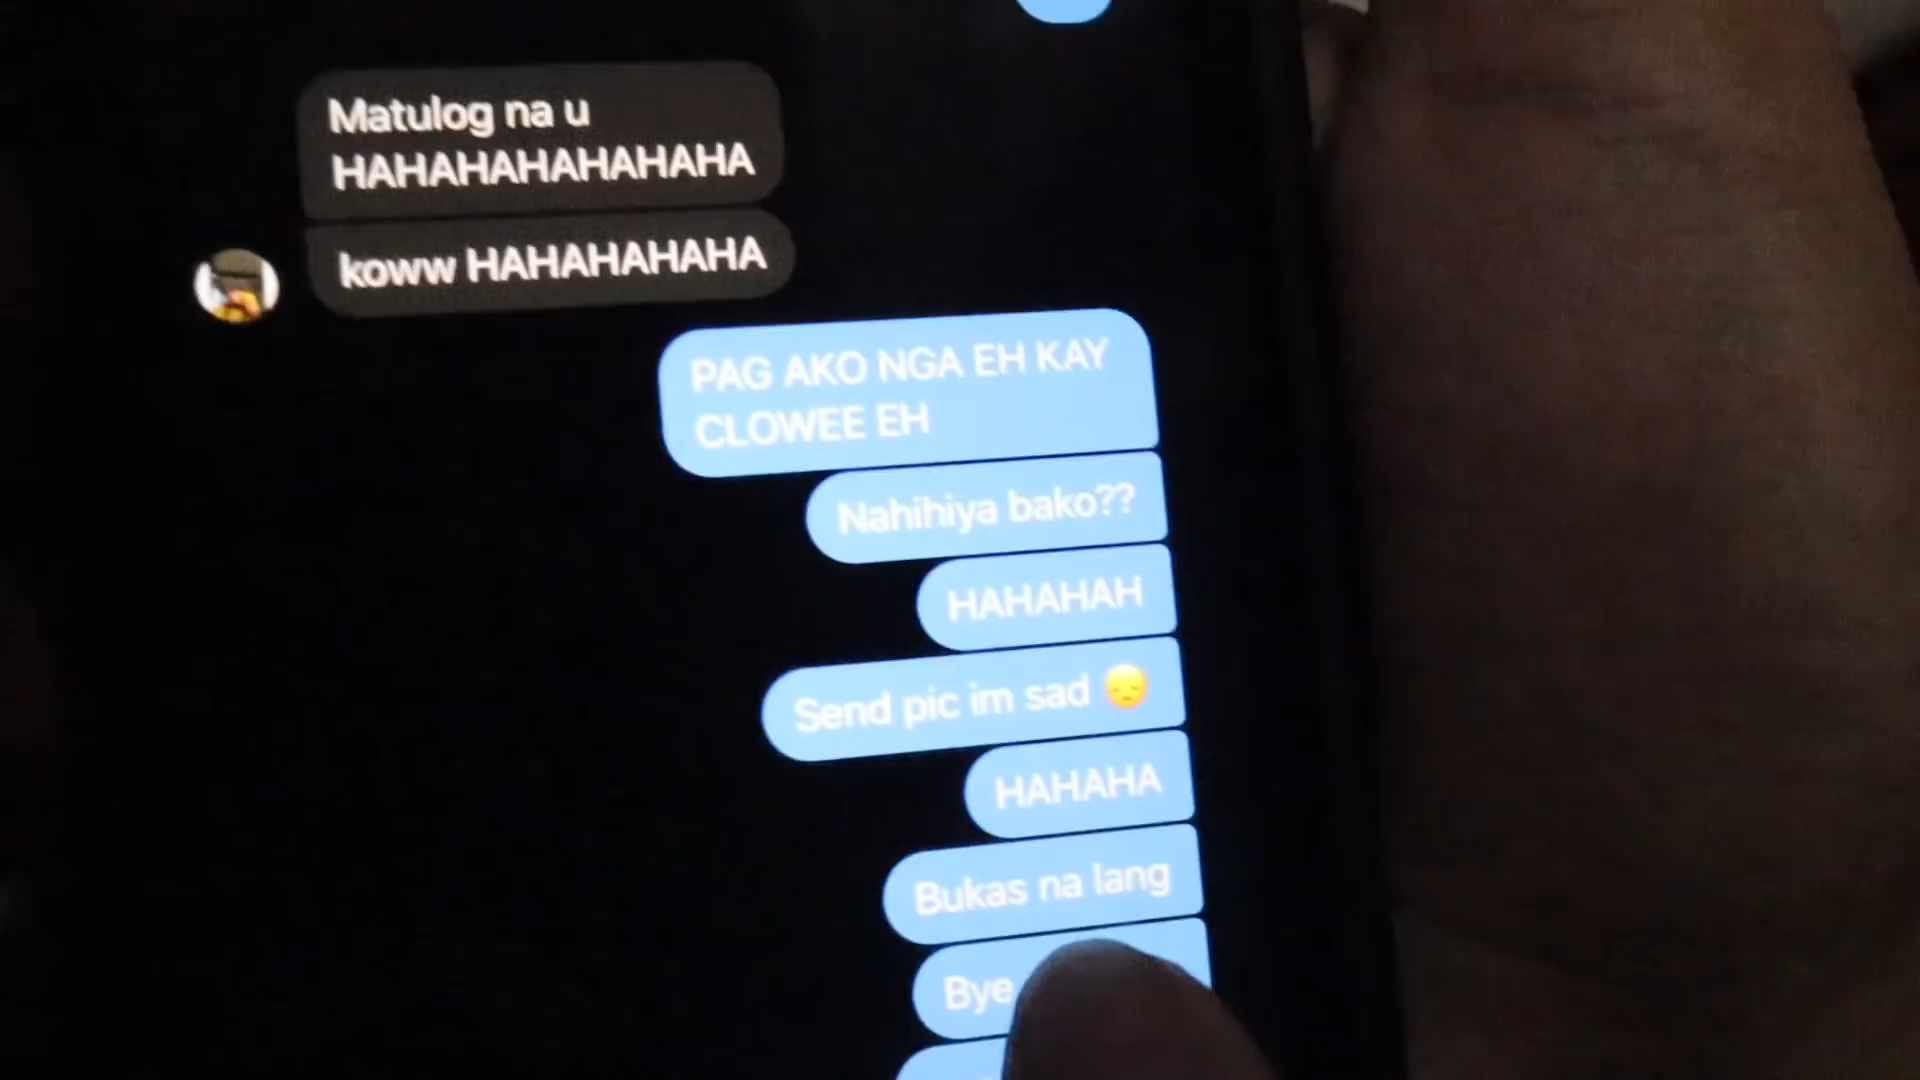 Matulog na u
HAHAHAHAHAHAHA
koww HAHAHAHAHA
PAG AKO NGA EH KAY
CLOWEE EH
Nahihiya bako??
HAHAHAH
Send pic im sad 😞
HAHAHA
Bukas na lang
Bye